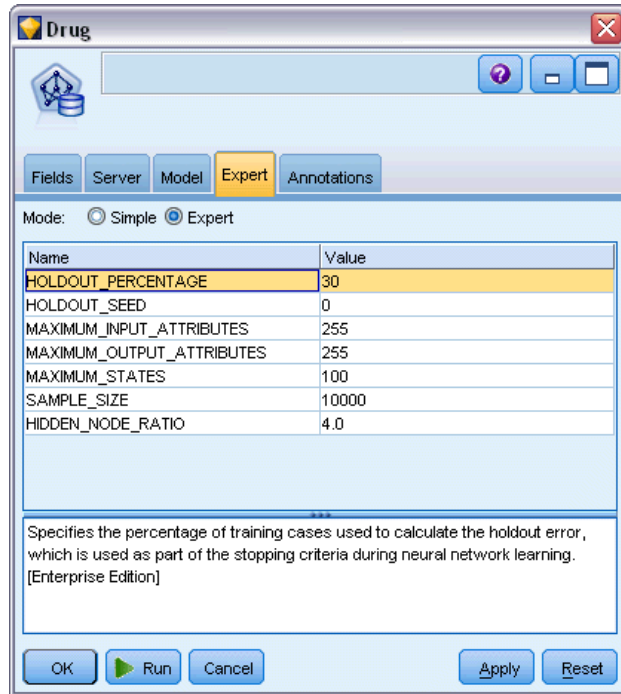 Drug
Fields Server Model Expert Annotations
Mode: Simple Expert
Name Value
HOLDOUT_PERCENTAGE 30
HOLDOUT_SEED 0
MAXIMUM_INPUT_ATTRIBUTES 255
MAXIMUM_OUTPUT_ATTRIBUTES 255
MAXIMUM_STATES 100
SAMPLE_SIZE 10000
HIDDEN_NODE_RATIO 4.0
Specifies the percentage of training cases used to calculate the holdout error,
which is used as part of the stopping criteria during neural network learning.
[Enterprise Edition]
OK Run Cancel Apply Reset